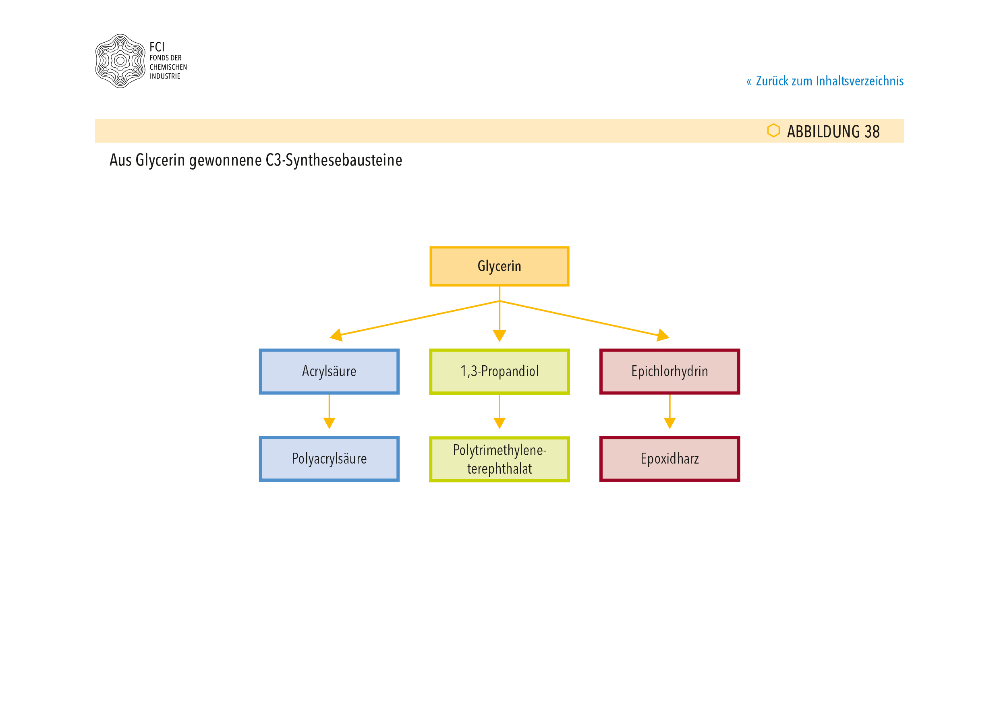 FCI
FONDS DER
CHEMISCHEN
INDUSTRIE
« Zurück zum Inhaltsverzeichnis
ABBILDUNG 38
Aus Glycerin gewonnene C3-Synthesebausteine
Glycerin
Acrylsäure
1,3-Propandiol
Epichlorhydrin
Polyacrylsäure
Polytrimethylene-
terephthalat
Epoxidharz